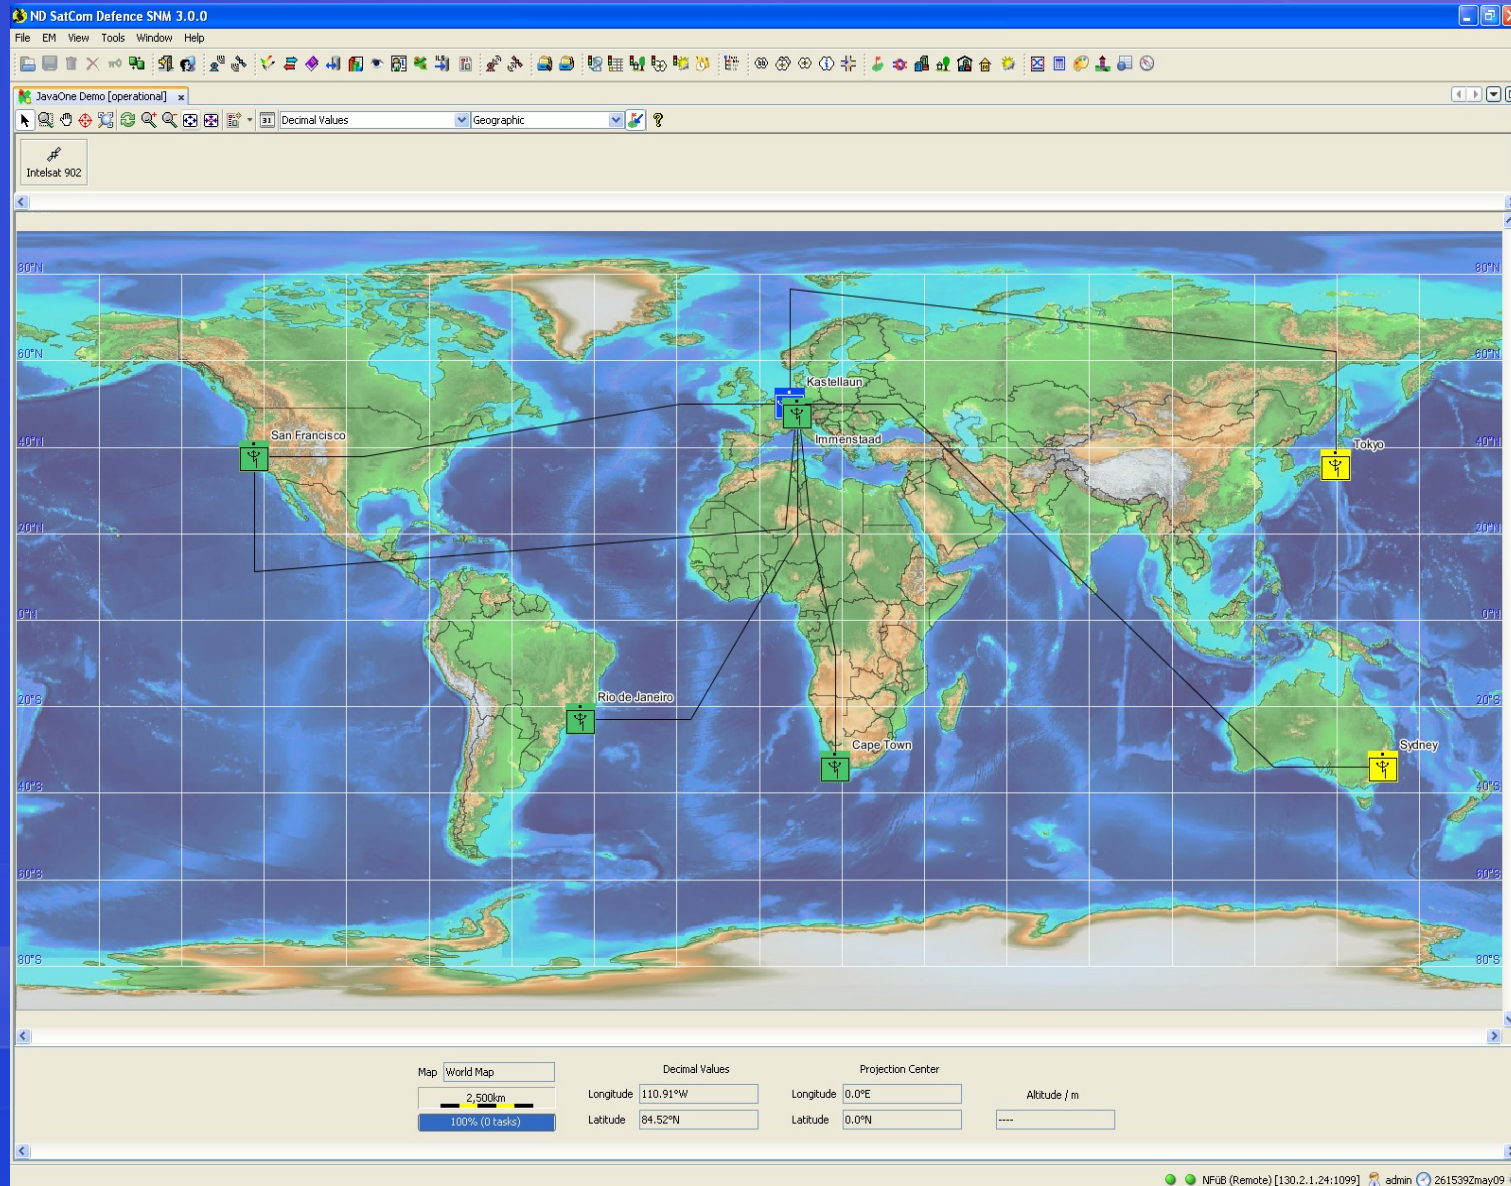 ND SatCom Defence SNM 3.0.0
File EM View Tools Window Help
JavaOne Demo [operational]
31 Decimal Values Geographic
Intelsat 902
80°N 80°N
60°N 60°N
Kastellaun
San Francisco
Immenstaad
40°N 40°N
Tokyo
20°N 20°N
0°N 0°N
Rio de Janeiro
20°S 20°S
Cape Town
Sydney
40°S 40°S
60°S 60°S
80°S 80°S
Map World Map
2,500km
100% (0 tasks)
Decimal Values
Longitude 110.91°W
Latitude 84.52°N
Projection Center
Longitude 0.0°E
Latitude 0.0°N
Altitude / m
----
NFüB (Remote) [130.2.1.24:1099] admin 261539Zmay09